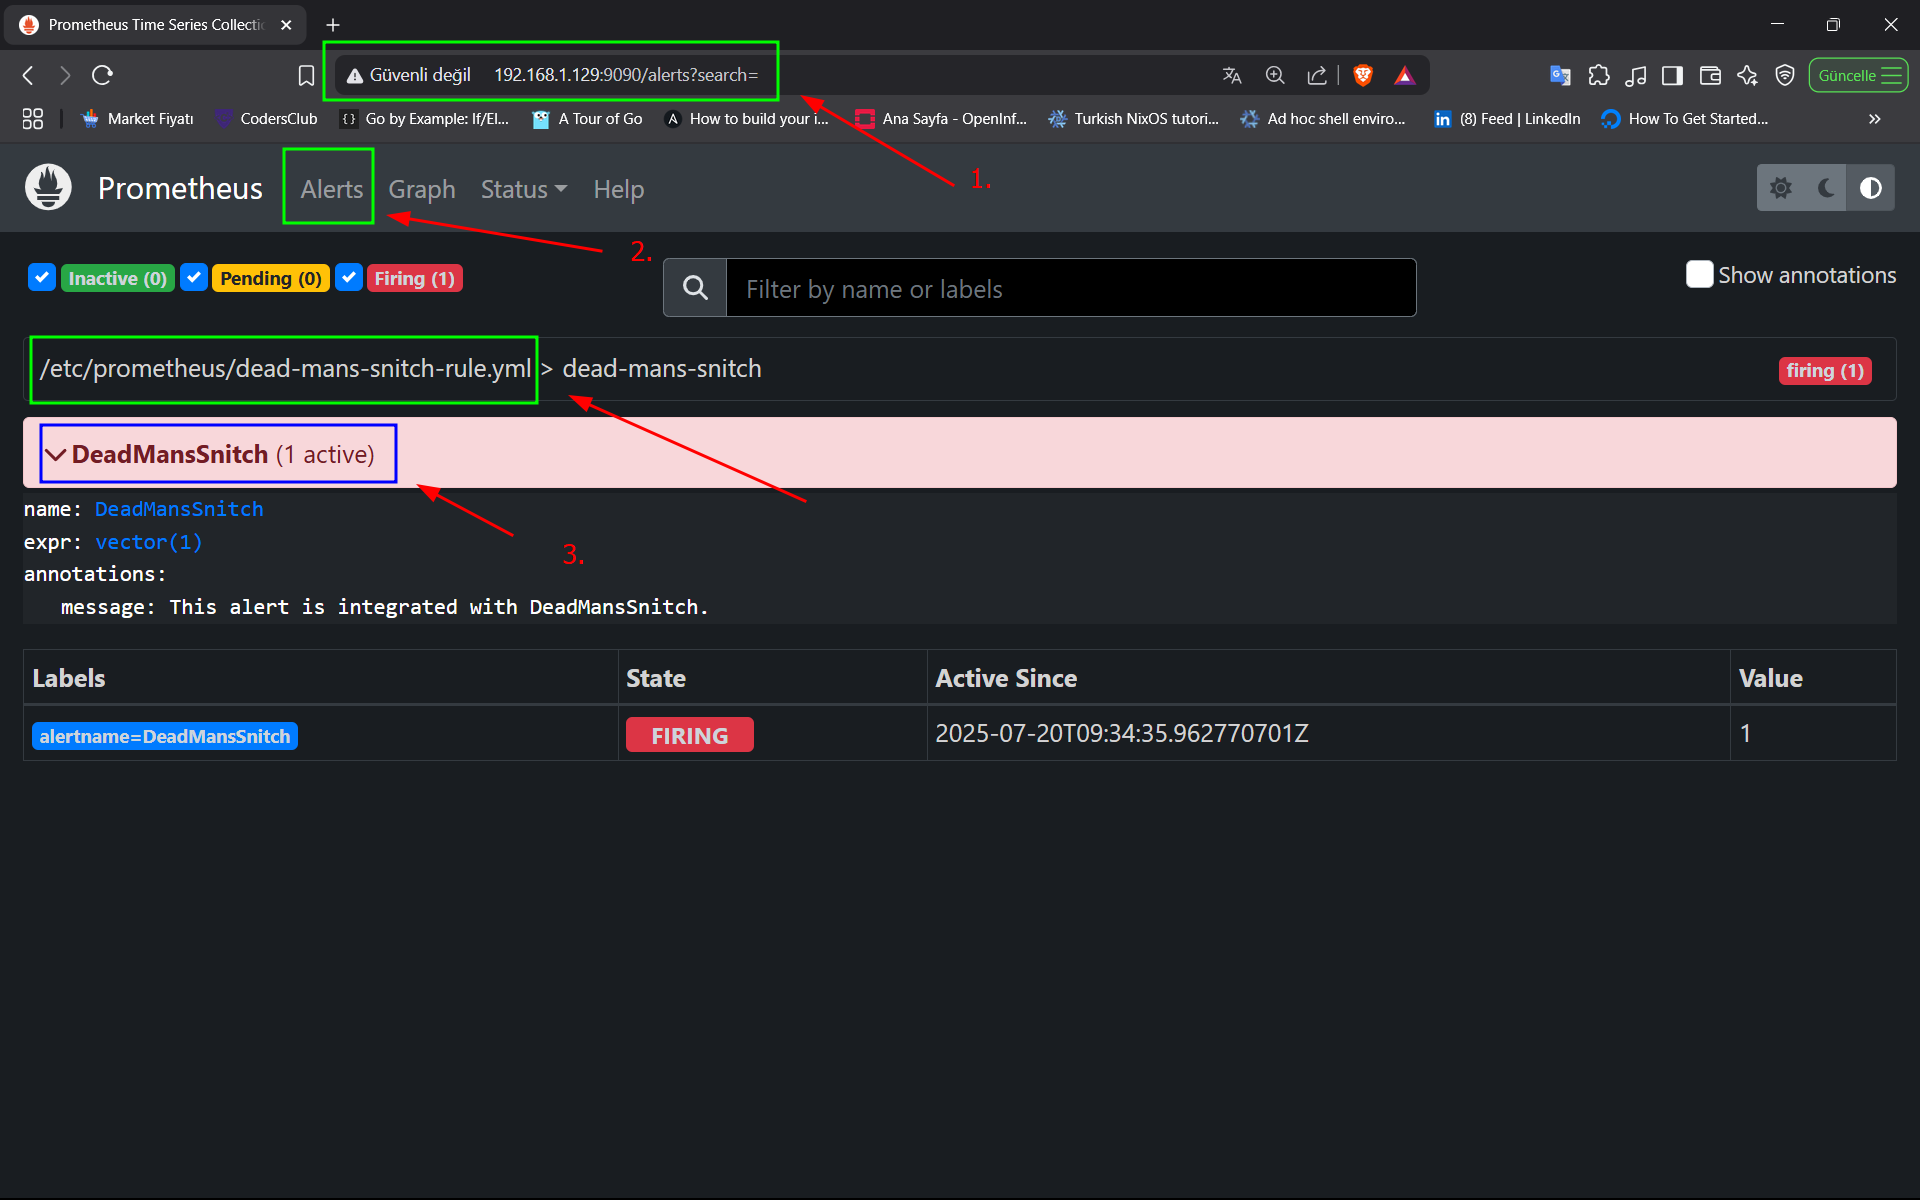 Prometheus Time Series Collecti
Güvenli değil 192.168.1.129:9090/alerts?search=
Güncelle
Market Fiyatı CodersClub Go by Example: If/El... A Tour of Go How to build your i... Ana Sayfa - OpenInf... Turkish NixOS tutori... Ad hoc shell enviro... (8) Feed | LinkedIn How To Get Started...
1.
Prometheus Alerts Graph Status Help
2.
Inactive (0) Pending (0) Firing (1)
Filter by name or labels
Show annotations
/etc/prometheus/dead-mans-snitch-rule.yml > dead-mans-snitch
firing (1)
DeadMansSnitch (1 active)
3.
name: DeadMansSnitch
expr: vector(1)
annotations:
message: This alert is integrated with DeadMansSnitch.
Labels State Active Since Value
alertname=DeadMansSnitch FIRING 2025-07-20T09:34:35.962770701Z 1